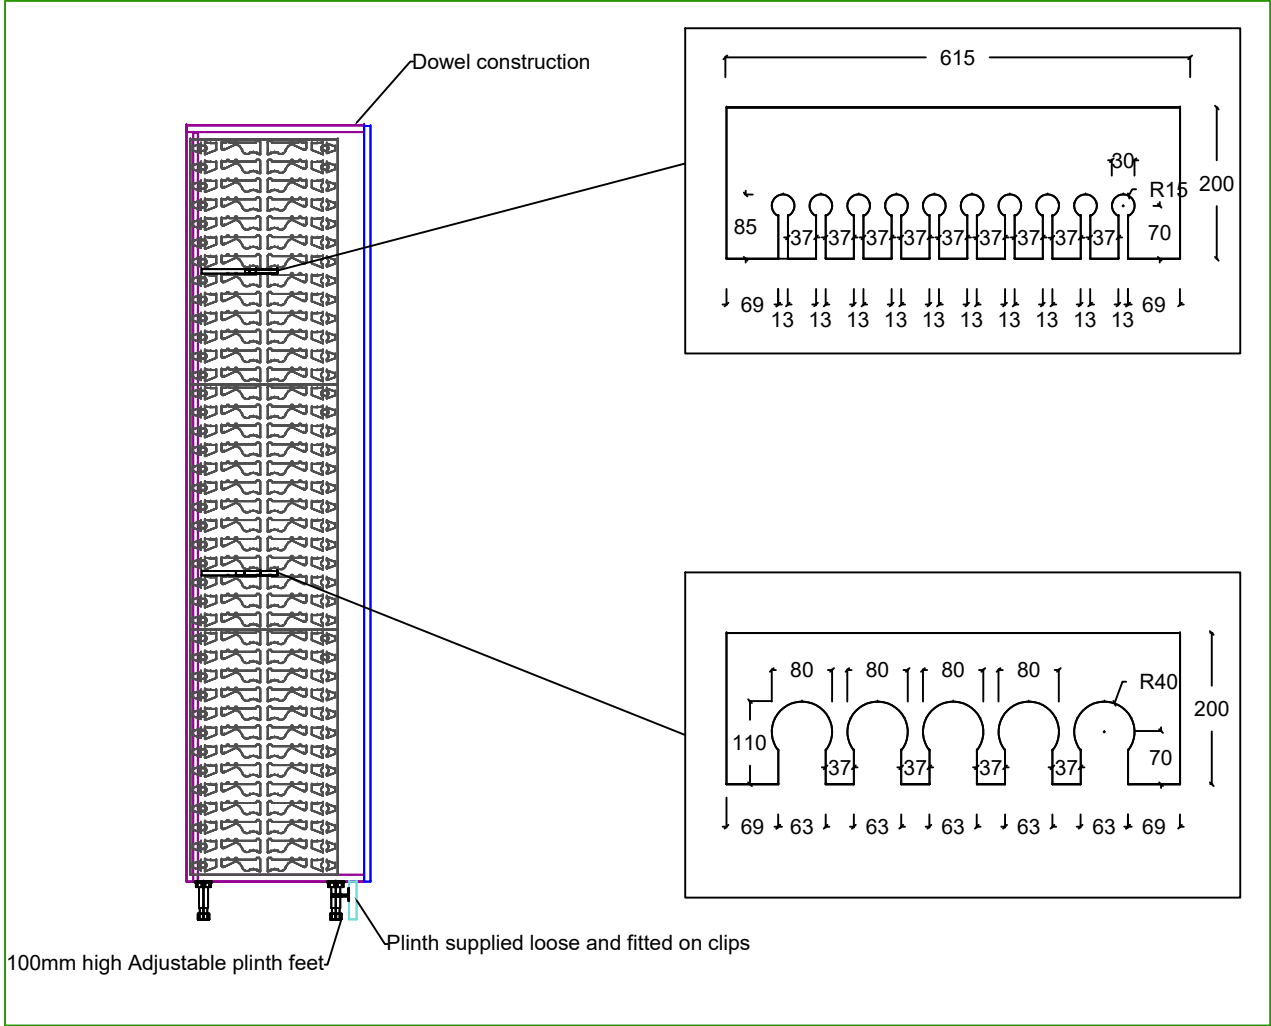 Dowel construction
615
30
R15
200
85
37 37 37 37 37 37 37 37 37
70
69 13 13 13 13 13 13 13 13 13 13 69
80 80 80 80
R40
200
110
37 37 37 37
70
69 63 63 63 63 63 69
Plinth supplied loose and fitted on clips
100mm high Adjustable plinth feet